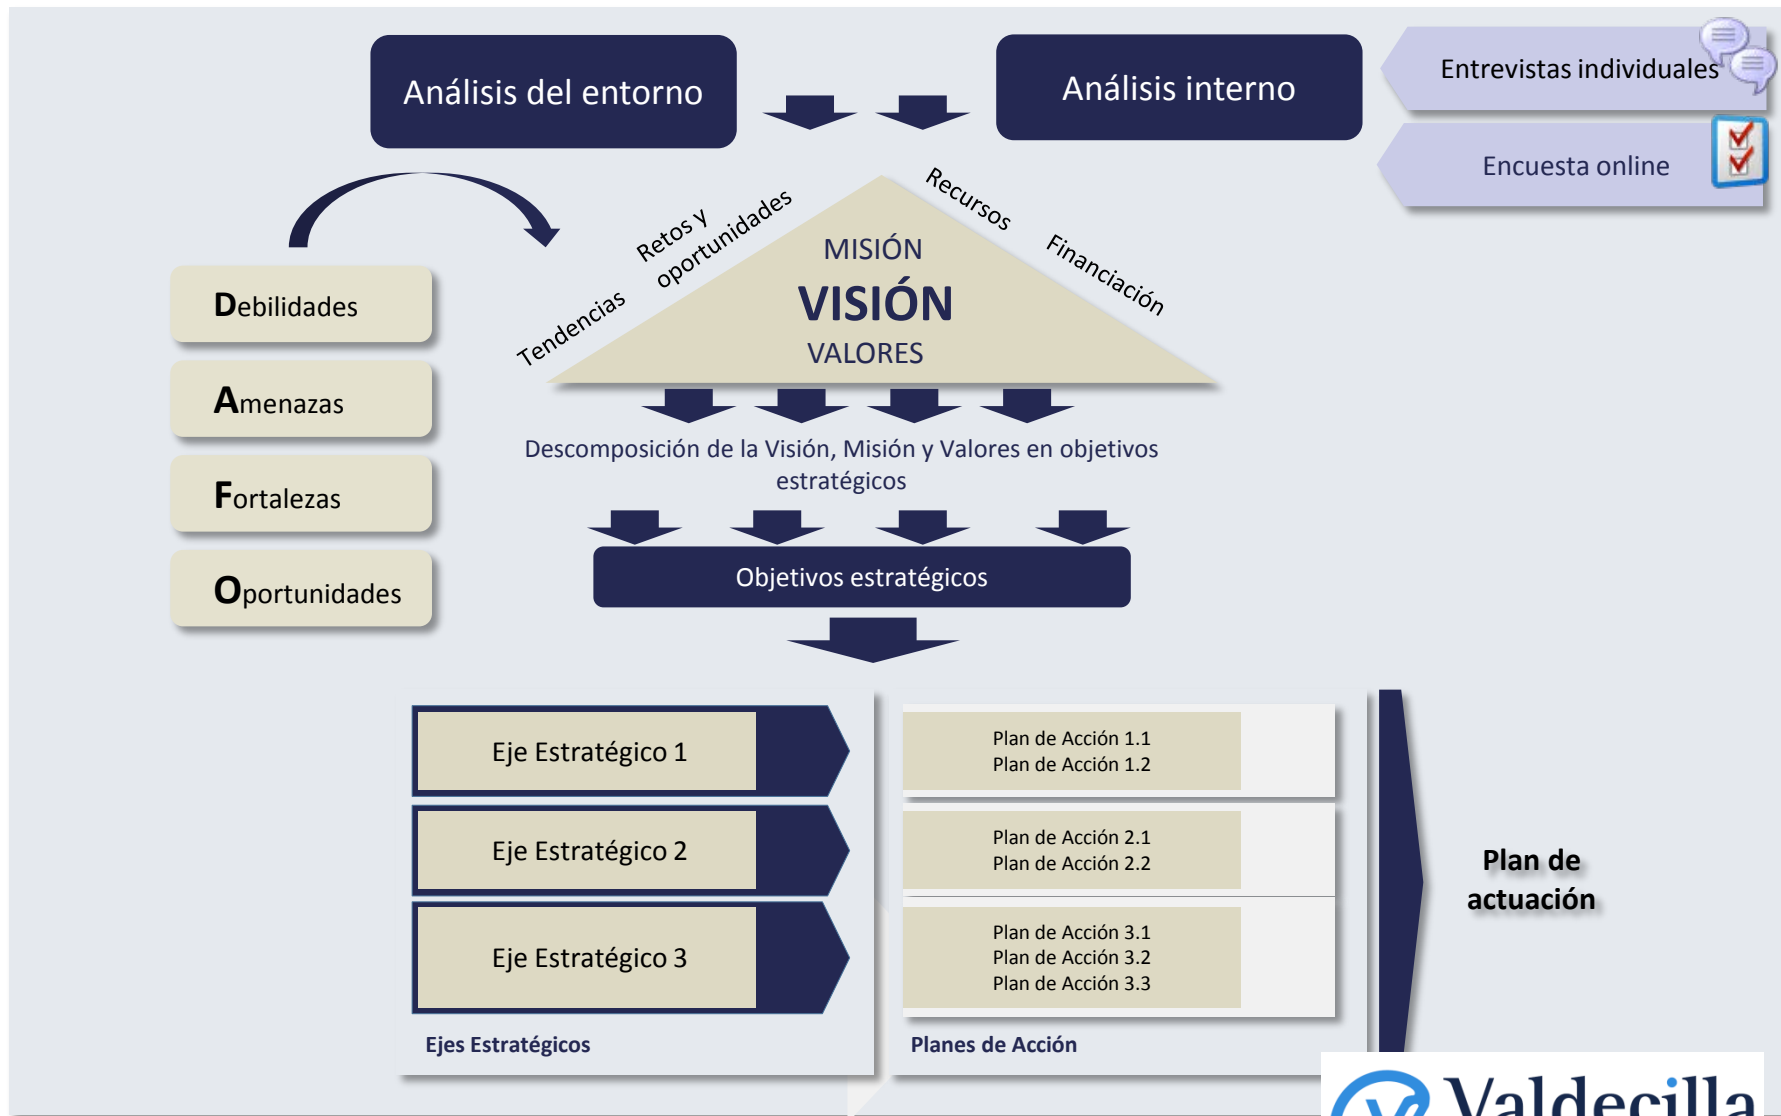 Análisis del entorno
Análisis interno
Entrevistas individuales
Encuesta online
Retos y
oportunidades
Tendencias
Recursos
Financiación
MISIÓN
VISIÓN
VALORES
Debilidades
Amenazas
Fortalezas
Oportunidades
Descomposición de la Visión, Misión y Valores en objetivos
estratégicos
Objetivos estratégicos
Eje Estratégico 1
Plan de Acción 1.1
Plan de Acción 1.2
Eje Estratégico 2
Plan de Acción 2.1
Plan de Acción 2.2
Eje Estratégico 3
Plan de Acción 3.1
Plan de Acción 3.2
Plan de Acción 3.3
Ejes Estratégicos
Planes de Acción
Plan de
actuación
Valdecilla